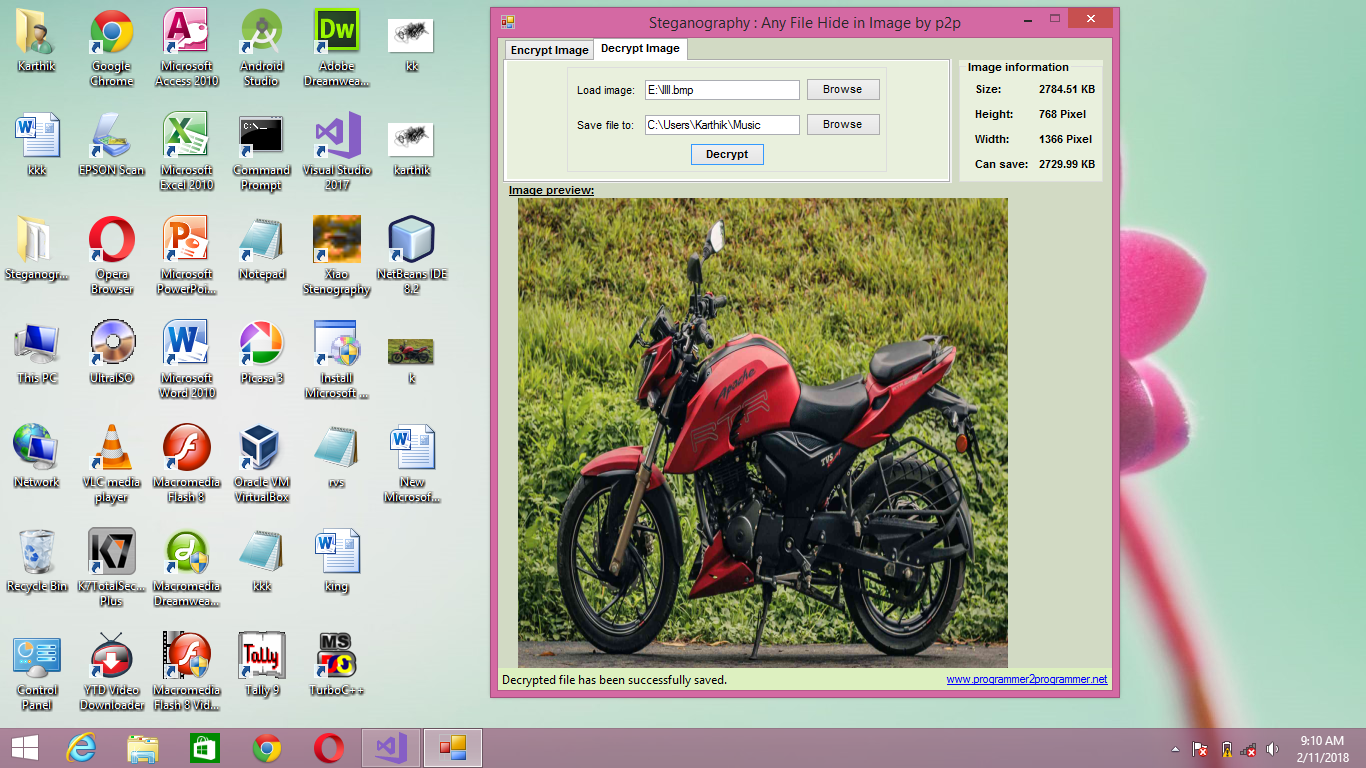 Karthik
Google
Chrome
Microsoft
Access 2010
Android
Studio
Adobe
Dreamwea...
kk
kkk
EPSON Scan
Microsoft
Excel 2010
Command
Prompt
Visual Studio
2017
karthik
Steganogr...
Opera
Browser
Microsoft
PowerPoi...
Notepad
Xiao
Stenography
NetBeans IDE
8.2
This PC
UltraISO
Microsoft
Word 2010
Picasa 3
Install
Microsoft ...
k
Network
VLC media
player
Macromedia
Flash 8
Oracle VM
VirtualBox
rvs
New
Microsof...
Recycle Bin
K7
K7TotalSec...
Plus
Macromedia
Dreamwea...
kkk
king
Control
Panel
YTD Video
Downloader
Macromedia
Flash 8 Vid...
Tally
Tally 9
MS
TurboC++
Dw
C:\_
Steganography : Any File Hide in Image by p2p
Encrypt Image
Decrypt Image
Load image:
E:\llll.bmp
Browse
Save file to:
C:\Users\Karthik\Music
Browse
Decrypt
Image information
Size: 2784.51 KB
Height: 768 Pixel
Width: 1366 Pixel
Can save: 2729.99 KB
Image preview:
Apache
RTR
TVS
Decrypted file has been successfully saved.
www.programmer2programmer.net
9:10 AM
2/11/2018